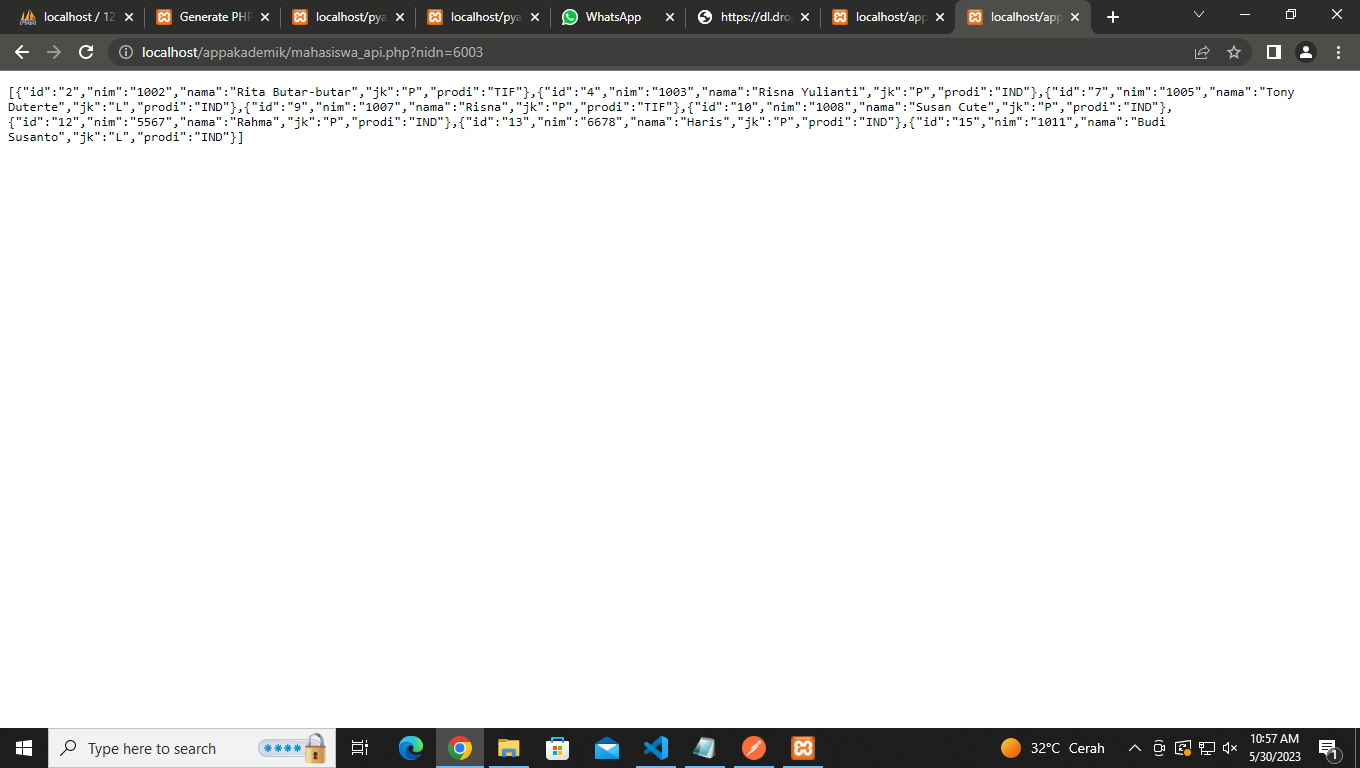 localhost / 12
Generate PHP
localhost/pya
localhost/pya
WhatsApp
https://dl.dro
localhost/app
localhost/app
localhost/appakademik/mahasiswa_api.php?nidn=6003
[{"id":"2","nim":"1002","nama":"Rita Butar-butar","jk":"P","prodi":"TIF"},{"id":"4","nim":"1003","nama":"Risna Yulianti","jk":"P","prodi":"IND"},{"id":"7","nim":"1005","nama":"Tony
Duterte","jk":"L","prodi":"IND"},{"id":"9","nim":"1007","nama":"Risna","jk":"P","prodi":"TIF"},{"id":"10","nim":"1008","nama":"Susan Cute","jk":"P","prodi":"IND"},
{"id":"12","nim":"5567","nama":"Rahma","jk":"P","prodi":"IND"},{"id":"13","nim":"6678","nama":"Haris","jk":"P","prodi":"IND"},{"id":"15","nim":"1011","nama":"Budi
Susanto","jk":"L","prodi":"IND"}]
Type here to search
32°C Cerah
10:57 AM
5/30/2023
1